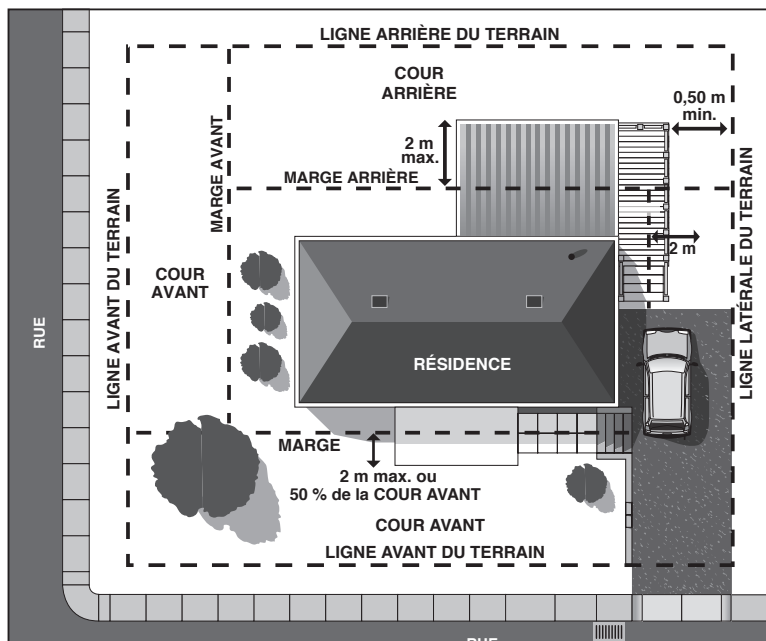 LIGNE ARRIÈRE DU TERRAIN
COUR
ARRIÈRE
0,50 m
min.
2 m
max.
MARGE AVANT
MARGE ARRIÈRE
LIGNE AVANT DU TERRAIN
COUR
AVANT
2 m
LIGNE LATÉRALE DU TERRAIN
RUE
RÉSIDENCE
MARGE
2 m max. ou
50 % de la COUR AVANT
COUR AVANT
LIGNE AVANT DU TERRAIN
RUE